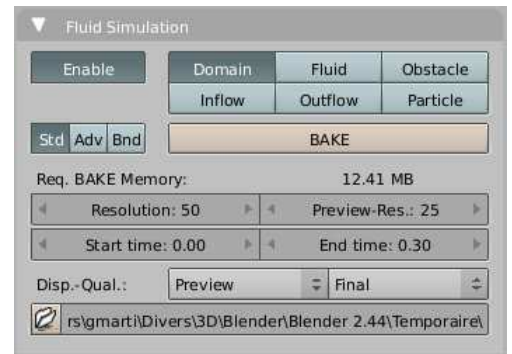 Fluid Simulation
Enable Domain Fluid Obstacle
Inflow Outflow Particle
Std Adv Bnd BAKE
Req. BAKE Memory: 12.41 MB
Resolution: 50 Preview-Res.: 25
Start time: 0.00 End time: 0.30
Disp.-Qual.: Preview Final
rs\gmarti\Divers\3D\Blender\Blender 2.44\Temporaire\